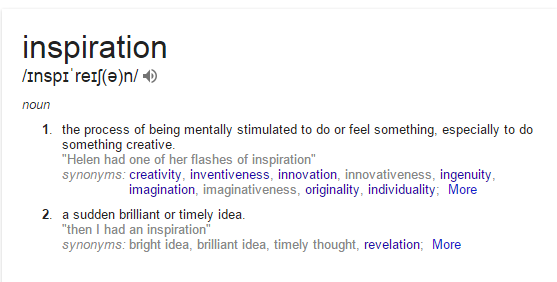 inspiration
/ɪnspɪˈreɪʃ(ə)n/
noun
1. the process of being mentally stimulated to do or feel something, especially to do
something creative.
"Helen had one of her flashes of inspiration"
synonyms: creativity, inventiveness, innovation, innovativeness, ingenuity,
imagination, imaginativeness, originality, individuality; More
2. a sudden brilliant or timely idea.
"then I had an inspiration"
synonyms: bright idea, brilliant idea, timely thought, revelation; More